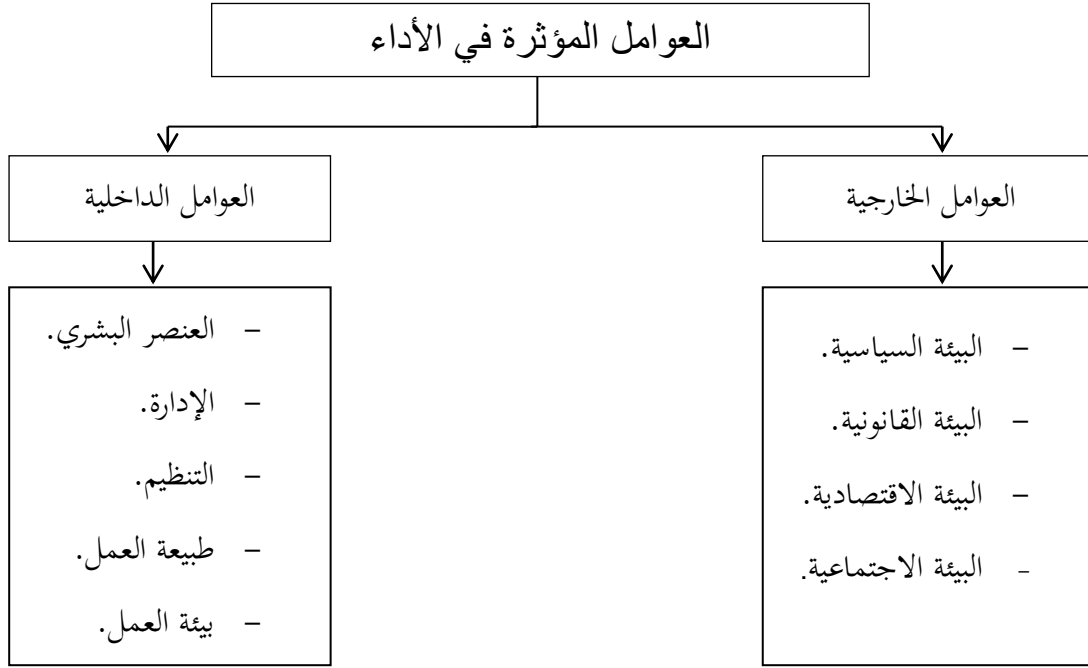 العوامل المؤثرة في الأداء
العوامل الخارجية
- البيئة السياسية.
- البيئة القانونية.
- البيئة الاقتصادية.
- البيئة الاجتماعية.
العوامل الداخلية
- العنصر البشري.
- الإدارة.
- التنظيم.
- طبيعة العمل.
- بيئة العمل.